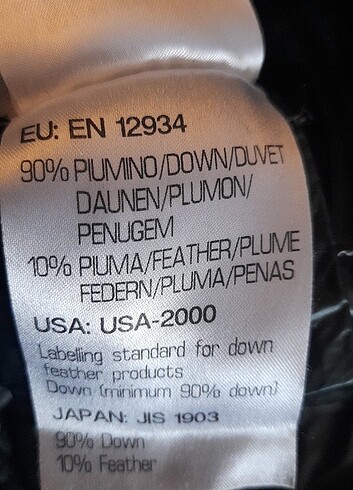 EU: EN 12934
90% PIUMINO/DOWN/DUVET
DAUNEN/PLUMON/
PENUGEM
10% PIUMA/FEATHER/PLUME
FEDERN/PLUMA/PENAS
USA: USA-2000
Labelling standard for down
feather products
Down (minimum 90% down)
JAPAN: JIS 1903
90% Down
10% Feather